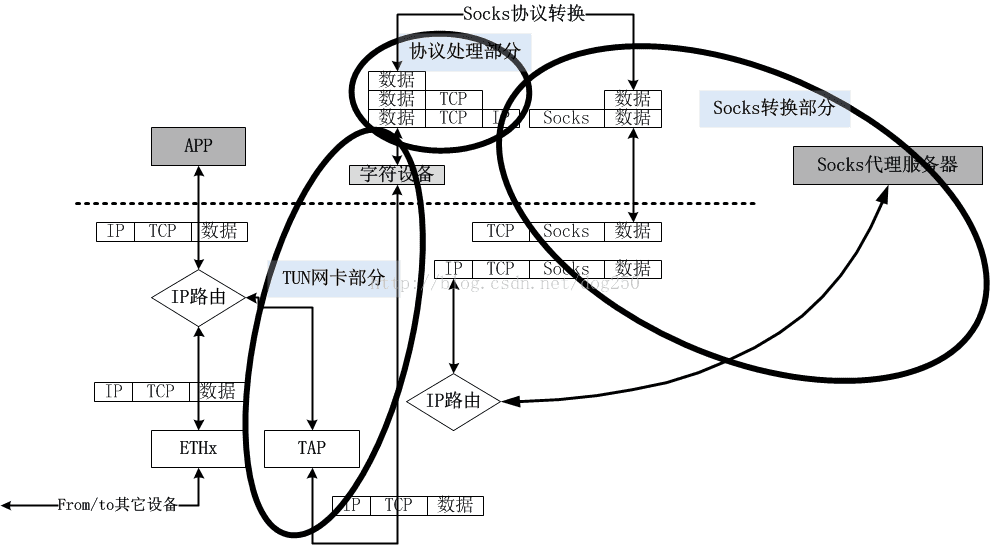 Socks协议转换
协议处理部分
数据
数据 TCP
数据 TCP IP
数据
Socks 数据
Socks转换部分
APP
字符设备
Socks代理服务器
IP TCP 数据
TCP Socks 数据
TUN网卡部分
IP TCP Socks 数据
http://blog.csdn.net/dog250
IP路由
IP TCP 数据
IP路由
ETHx
TAP
From/to其它设备
IP TCP 数据